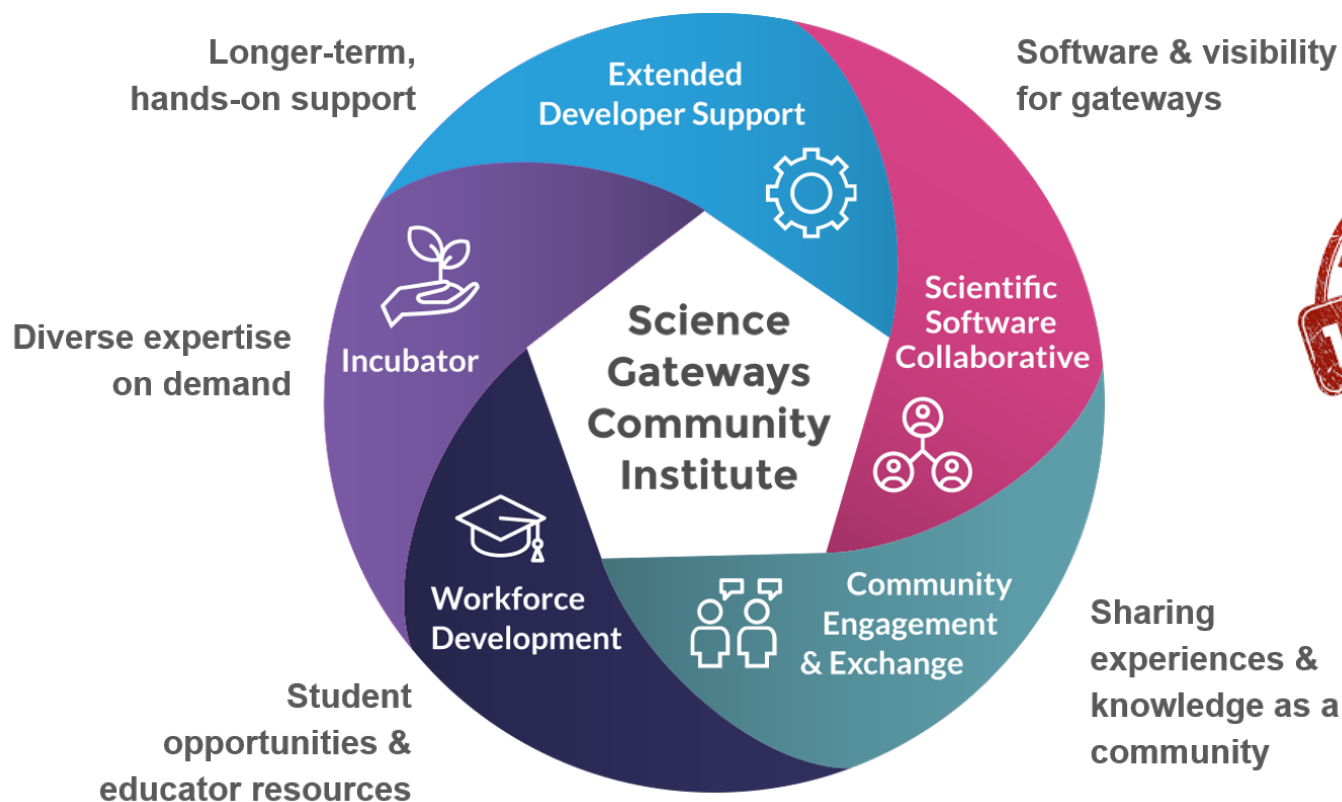 Longer-term,
hands-on support
Extended
Developer Support
Software & visibility
for gateways
Diverse expertise
on demand
Incubator
Science
Gateways
Community
Institute
Scientific
Software
Collaborative
Workforce
Development
Community
Engagement
& Exchange
Student
opportunities &
educator resources
Sharing
experiences &
knowledge as a
community